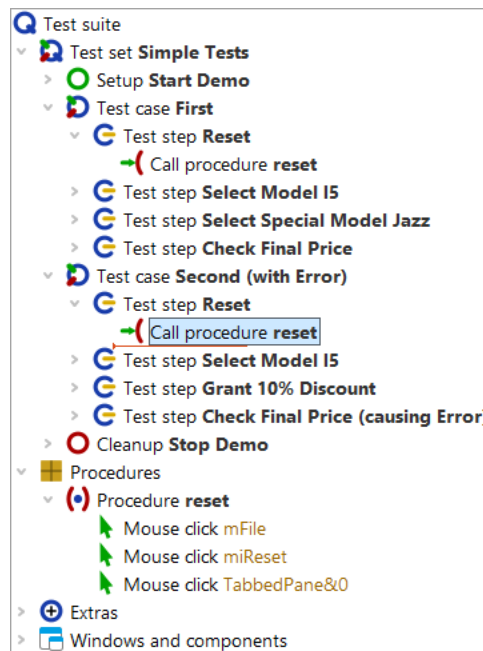 Test suite
Test set Simple Tests
Setup Start Demo
Test case First
Test step Reset
Call procedure reset
Test step Select Model I5
Test step Select Special Model Jazz
Test step Check Final Price
Test case Second (with Error)
Test step Reset
Call procedure reset
Test step Select Model I5
Test step Grant 10% Discount
Test step Check Final Price (causing Error)
Cleanup Stop Demo
Procedures
Procedure reset
Mouse click mFile
Mouse click miReset
Mouse click TabbedPane&0
Extras
Windows and components